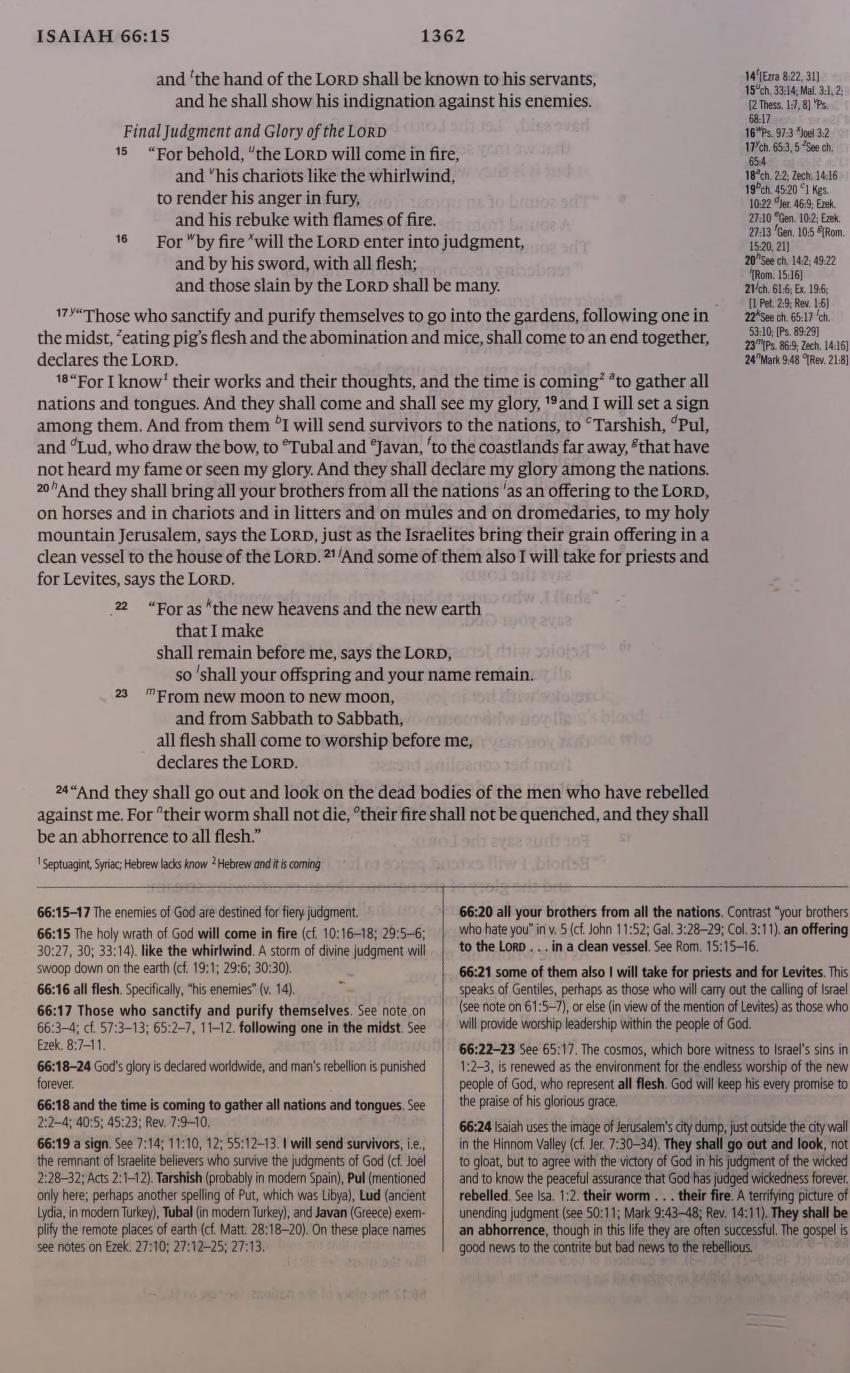 ISAIAH 66:15
1362
and ᵗthe hand of the LORD shall be known to his servants,
and he shall show his indignation against his enemies.
Final Judgment and Glory of the LORD
15 “For behold, ᵘthe LORD will come in fire,
and ᵛhis chariots like the whirlwind,
to render his anger in fury,
and his rebuke with flames of fire.
16 For ʷby fire ˣwill the LORD enter into judgment,
and by his sword, with all flesh;
and those slain by the LORD shall be many.
17 ʸ“Those who sanctify and purify themselves to go into the gardens, following one in
the midst, ᶻeating pig’s flesh and the abomination and mice, shall come to an end together,
declares the LORD.
18 “For I know¹ their works and their thoughts, and the time is coming² ᵃto gather all
nations and tongues. And they shall come and shall see my glory, 19 and I will set a sign
among them. And from them ᵇI will send survivors to the nations, to ᶜTarshish, ᵈPul,
and ᵈLud, who draw the bow, to ᵉTubal and ᵉJavan, ᶠto the coastlands far away, ᵍthat have
not heard my fame or seen my glory. And they shall declare my glory among the nations.
20 ʰAnd they shall bring all your brothers from all the nations ⁱas an offering to the LORD,
on horses and in chariots and in litters and on mules and on dromedaries, to my holy
mountain Jerusalem, says the LORD, just as the Israelites bring their grain offering in a
clean vessel to the house of the LORD. 21 ʲAnd some of them also I will take for priests and
for Levites, says the LORD.
22 “For as ᵏthe new heavens and the new earth
that I make
shall remain before me, says the LORD,
so ˡshall your offspring and your name remain.
23 ᵐFrom new moon to new moon,
and from Sabbath to Sabbath,
all flesh shall come to worship before me,
declares the LORD.
24 “And they shall go out and look on the dead bodies of the men who have rebelled
against me. For ⁿtheir worm shall not die, ᵒtheir fire shall not be quenched, and they shall
be an abhorrence to all flesh.”
¹ Septuagint, Syriac; Hebrew lacks know ² Hebrew and it is coming
14 ᵗ[Ezra 8:22, 31]
15 ᵘch. 33:14; Mal. 3:1, 2;
[2 Thess. 1:7, 8] ᵛPs.
68:17
16 ʷPs. 97:3 ˣJoel 3:2
17 ʸch. 65:3, 5 ᶻSee ch.
65:4
18 ᵃch. 2:2; Zech. 14:16
19 ᵇch. 45:20 ᶜ1 Kgs.
10:22 ᵈJer. 46:9; Ezek.
27:10 ᵉGen. 10:2; Ezek.
27:13 ᶠGen. 10:5 ᵍ[Rom.
15:20, 21]
20 ʰSee ch. 14:2; 49:22
ⁱ[Rom. 15:16]
21 ʲch. 61:6; Ex. 19:6;
[1 Pet. 2:9; Rev. 1:6]
22 ᵏSee ch. 65:17 ˡch.
53:10; [Ps. 89:29]
23 ᵐ[Ps. 86:9; Zech. 14:16]
24 ⁿMark 9:48 ᵒ[Rev. 21:8]
66:15–17 The enemies of God are destined for fiery judgment.
66:15 The holy wrath of God will come in fire (cf. 10:16–18; 29:5–6;
30:27, 30; 33:14). like the whirlwind. A storm of divine judgment will
swoop down on the earth (cf. 19:1; 29:6; 30:30).
66:16 all flesh. Specifically, “his enemies” (v. 14).
66:17 Those who sanctify and purify themselves. See note on
66:3–4; cf. 57:3–13; 65:2–7, 11–12. following one in the midst. See
Ezek. 8:7–11.
66:18–24 God’s glory is declared worldwide, and man’s rebellion is punished
forever.
66:18 and the time is coming to gather all nations and tongues. See
2:2–4; 40:5; 45:23; Rev. 7:9–10.
66:19 a sign. See 7:14; 11:10, 12; 55:12–13. I will send survivors, i.e.,
the remnant of Israelite believers who survive the judgments of God (cf. Joel
2:28–32; Acts 2:1–12). Tarshish (probably in modern Spain), Pul (mentioned
only here; perhaps another spelling of Put, which was Libya), Lud (ancient
Lydia, in modern Turkey), Tubal (in modern Turkey), and Javan (Greece) exem-
plify the remote places of earth (cf. Matt. 28:18–20). On these place names
see notes on Ezek. 27:10; 27:12–25; 27:13.
66:20 all your brothers from all the nations. Contrast “your brothers
who hate you” in v. 5 (cf. John 11:52; Gal. 3:28–29; Col. 3:11). an offering
to the LORD . . . in a clean vessel. See Rom. 15:15–16.
66:21 some of them also I will take for priests and for Levites. This
speaks of Gentiles, perhaps as those who will carry out the calling of Israel
(see note on 61:5–7), or else (in view of the mention of Levites) as those who
will provide worship leadership within the people of God.
66:22–23 See 65:17. The cosmos, which bore witness to Israel’s sins in
1:2–3, is renewed as the environment for the endless worship of the new
people of God, who represent all flesh. God will keep his every promise to
the praise of his glorious grace.
66:24 Isaiah uses the image of Jerusalem’s city dump, just outside the city wall
in the Hinnom Valley (cf. Jer. 7:30–34). They shall go out and look, not
to gloat, but to agree with the victory of God in his judgment of the wicked
and to know the peaceful assurance that God has judged wickedness forever.
rebelled. See Isa. 1:2. their worm . . . their fire. A terrifying picture of
unending judgment (see 50:11; Mark 9:43–48; Rev. 14:11). They shall be
an abhorrence, though in this life they are often successful. The gospel is
good news to the contrite but bad news to the rebellious.